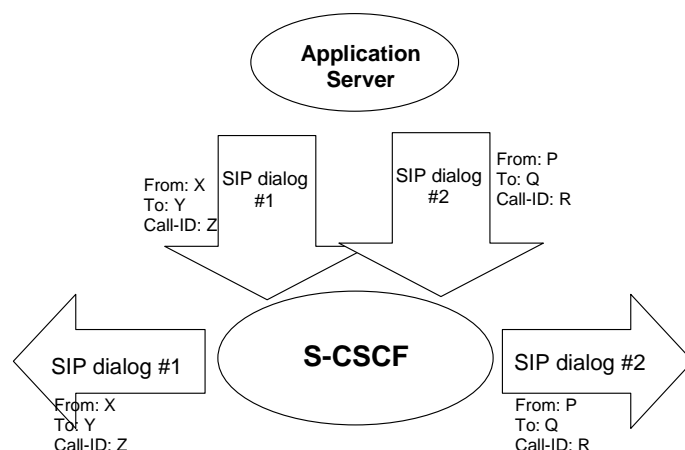 Application
Server
From: X
To: Y
Call-ID: Z
SIP dialog
#1
SIP dialog
#2
From: P
To: Q
Call-ID: R
S-CSCF
SIP dialog #1
From: X
To: Y
Call-ID: Z
SIP dialog #2
From: P
To: Q
Call-ID: R